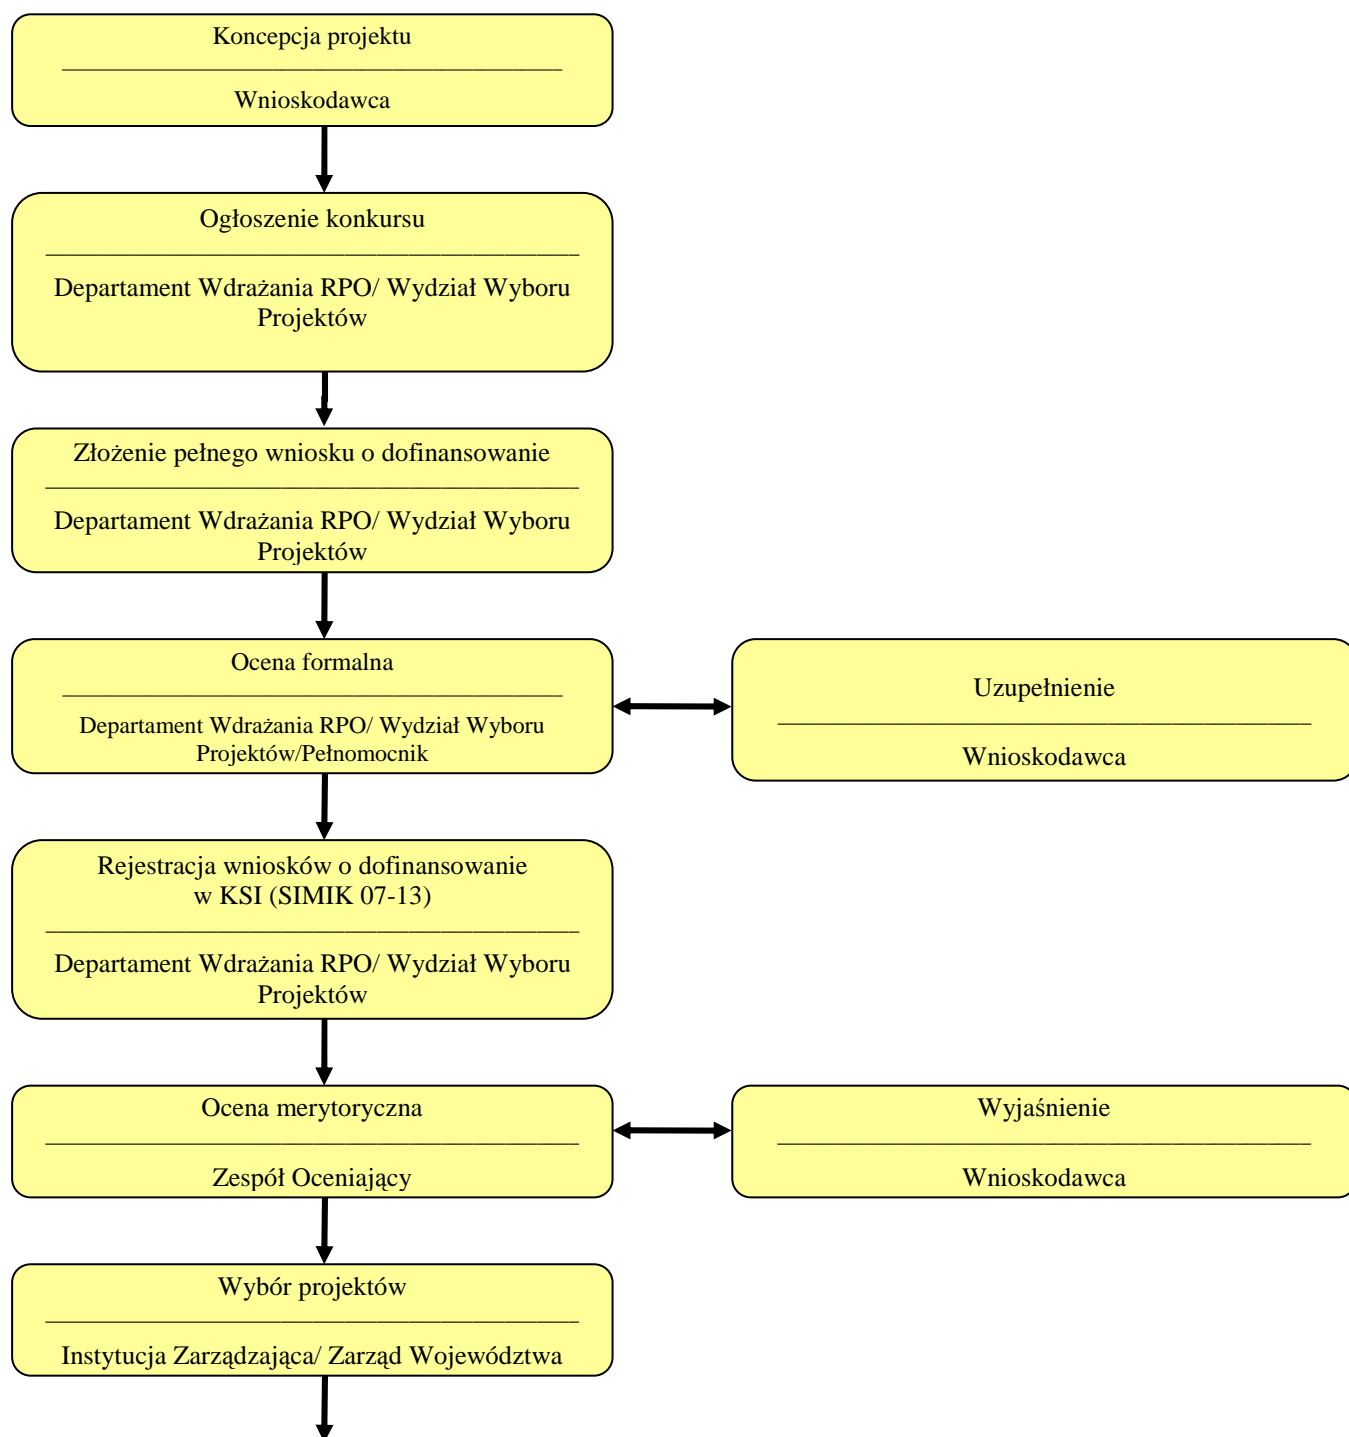 Koncepcja projektu
Wnioskodawca
Ogłoszenie konkursu
Departament Wdrażania RPO/ Wydział Wyboru
Projektów
Złożenie pełnego wniosku o dofinansowanie
Departament Wdrażania RPO/ Wydział Wyboru
Projektów
Ocena formalna
Departament Wdrażania RPO/ Wydział Wyboru
Projektów/Pełnomocnik
Uzupełnienie
Wnioskodawca
Rejestracja wniosków o dofinansowanie
w KSI (SIMIK 07-13)
Departament Wdrażania RPO/ Wydział Wyboru
Projektów
Ocena merytoryczna
Zespół Oceniający
Wyjaśnienie
Wnioskodawca
Wybór projektów
Instytucja Zarządzająca/ Zarząd Województwa